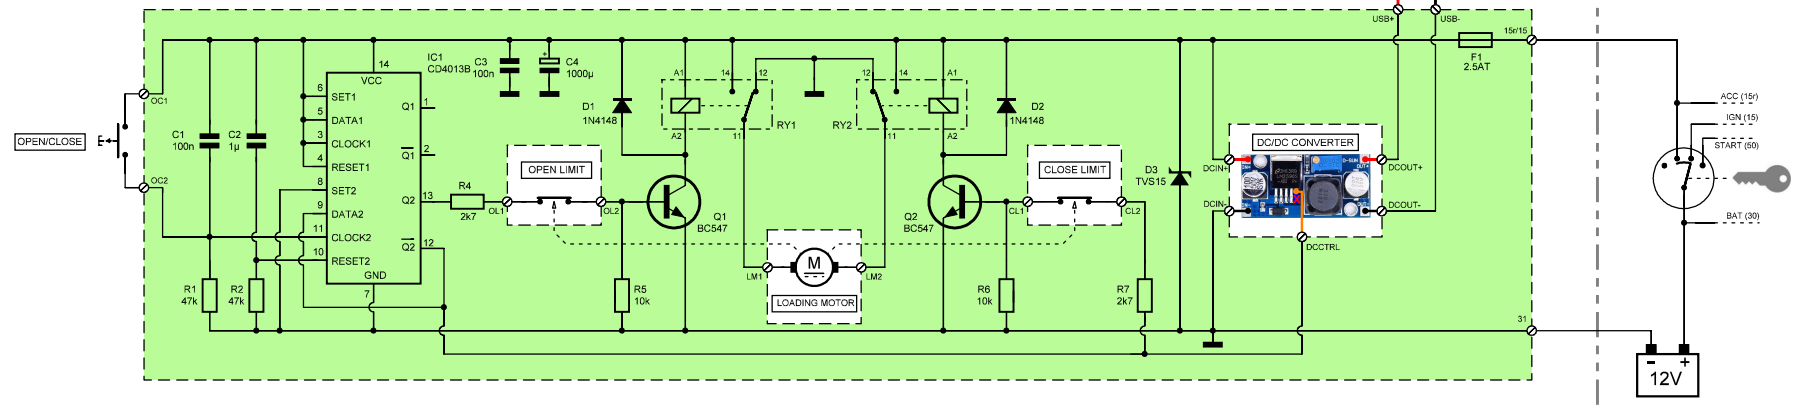 USB+
USB-
15r/15
F1
2.5AT
OC1
OPEN/CLOSE
OC2
C1
100n
C2
1µ
R1
47k
R2
47k
14
VCC
IC1
CD4013B
6
SET1
5
DATA1
3
CLOCK1
4
RESET1
8
SET2
9
DATA2
11
CLOCK2
10
RESET2
GND
7
Q1
1
Q1
2
Q2
13
Q2
12
C3
100n
+
C4
1000µ
D1
1N4148
A1
14
12
A2
11
RY1
R4
2k7
OPEN LIMIT
OL1
OL2
Q1
BC547
R5
10k
LM1
M
LM2
LOADING MOTOR
12
14
A1
RY2
11
A2
D2
1N4148
Q2
BC547
CLOSE LIMIT
CL1
CL2
R6
10k
R7
2k7
D3
TVS15
DC/DC CONVERTER
DCIN+
DCIN-
DCOUT+
DCOUT-
DCCTRL
D-SUN
31
ACC (15r)
IGN (15)
START (50)
BAT (30)
- +
12V